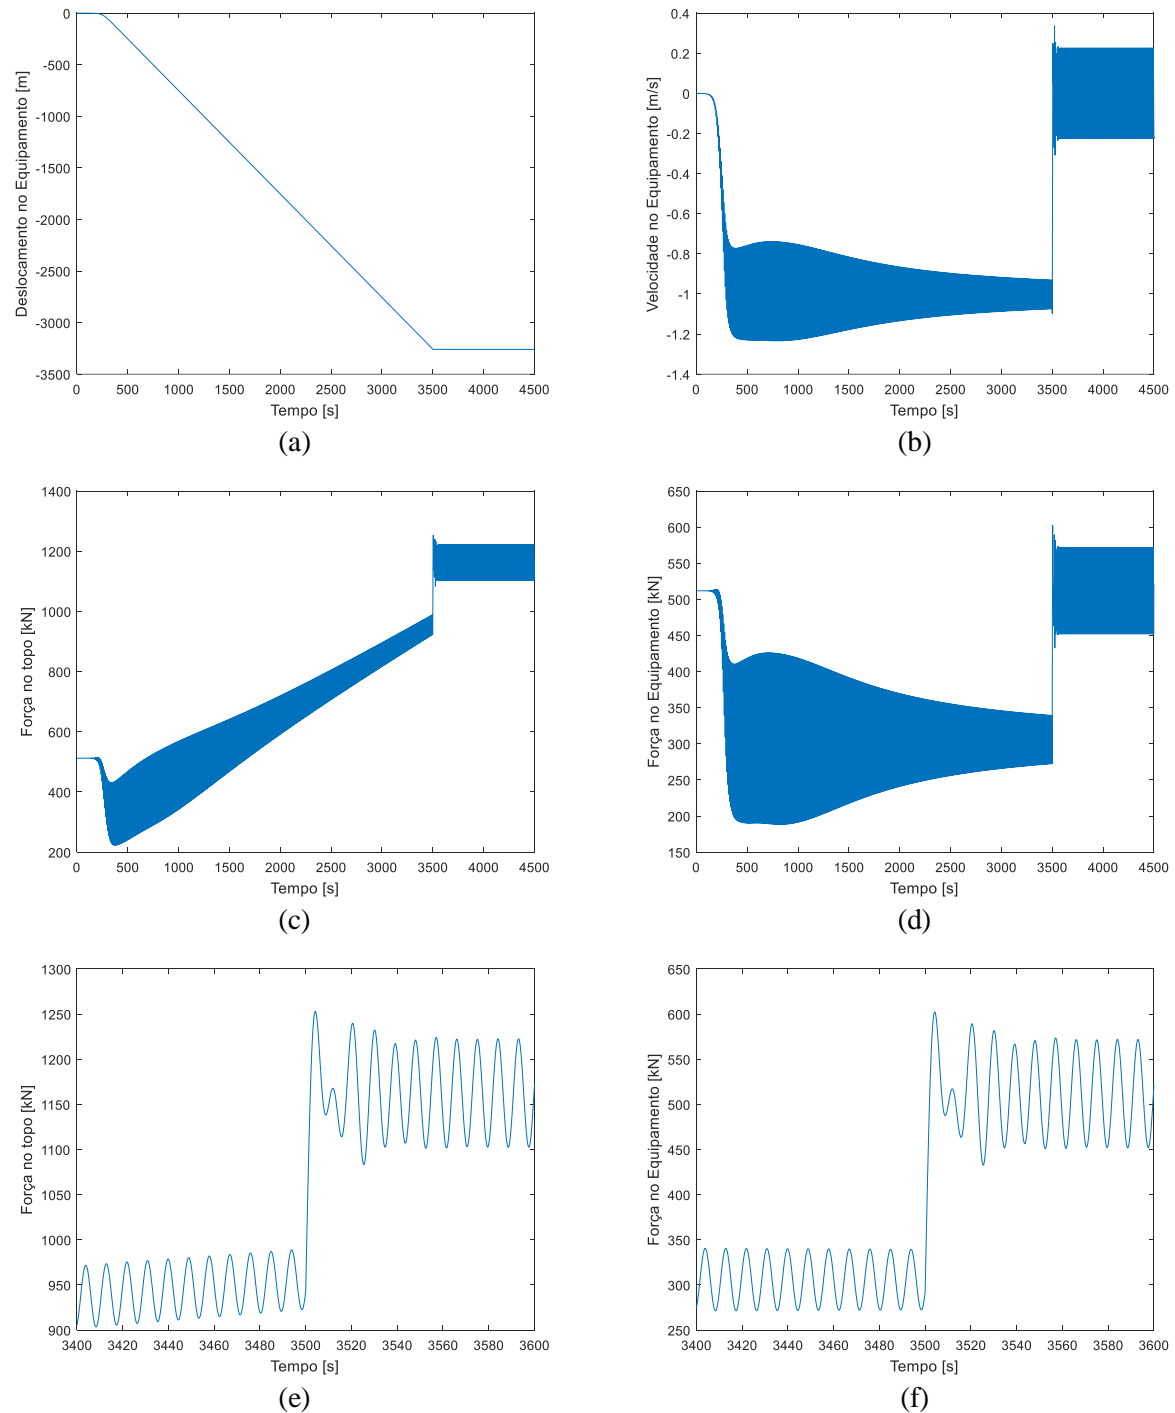 0
-500
-1000
-1500
-2000
-2500
-3000
-3500
Deslocamento no Equipamento [m]
0 500 1000 1500 2000 2500 3000 3500 4000 4500
Tempo [s]
(a)
0.4
0.2
0
-0.2
-0.4
-0.6
-0.8
-1
-1.2
-1.4
Velocidade no Equipamento [m/s]
0 500 1000 1500 2000 2500 3000 3500 4000 4500
Tempo [s]
(b)
1400
1200
1000
800
600
400
200
Força no topo [kN]
0 500 1000 1500 2000 2500 3000 3500 4000 4500
Tempo [s]
(c)
650
600
550
500
450
400
350
300
250
200
150
Força no Equipamento [kN]
0 500 1000 1500 2000 2500 3000 3500 4000 4500
Tempo [s]
(d)
1300
1250
1200
1150
1100
1050
1000
950
900
Força no topo [kN]
3400 3420 3440 3460 3480 3500 3520 3540 3560 3580 3600
Tempo [s]
(e)
650
600
550
500
450
400
350
300
250
Força no Equipamento [kN]
3400 3420 3440 3460 3480 3500 3520 3540 3560 3580 3600
Tempo [s]
(f)